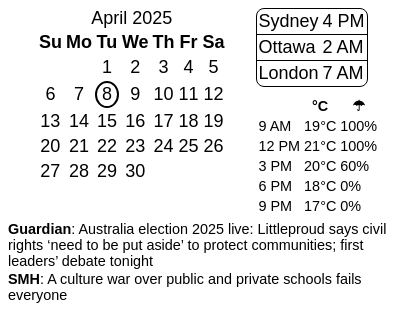 April 2025
Su Mo Tu We Th Fr Sa
1 2 3 4 5
6 7 8 9 10 11 12
13 14 15 16 17 18 19
20 21 22 23 24 25 26
27 28 29 30
Sydney 4 PM
Ottawa 2 AM
London 7 AM
°C ☂
9 AM 19°C 100%
12 PM 21°C 100%
3 PM 20°C 60%
6 PM 18°C 0%
9 PM 17°C 0%
Guardian: Australia election 2025 live: Littleproud says civil
rights ‘need to be put aside’ to protect communities; first
leaders’ debate tonight
SMH: A culture war over public and private schools fails
everyone